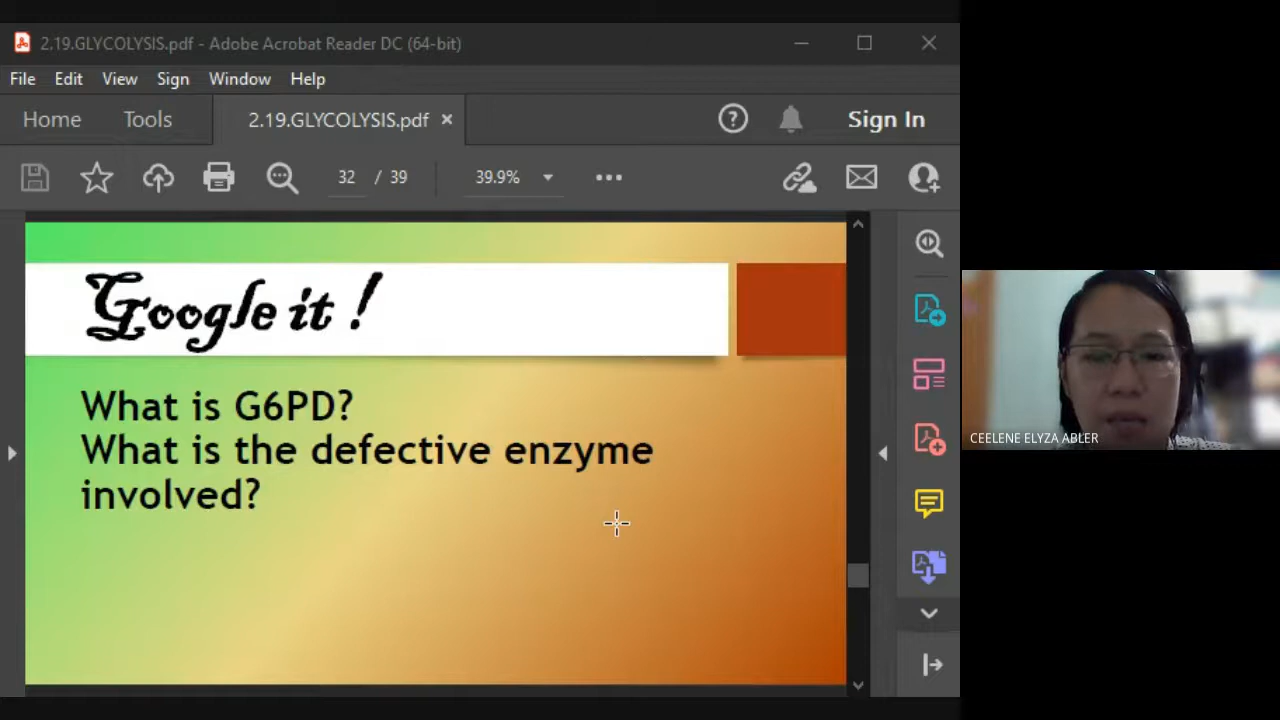 2.19.GLYCOLYSIS.pdf - Adobe Acrobat Reader DC (64-bit)
File Edit View Sign Window Help
Home Tools 2.19.GLYCOLYSIS.pdf × Sign In
32 / 39 39.9%
Google it !
What is G6PD?
What is the defective enzyme
involved?
CEELENE ELYZA ABLER